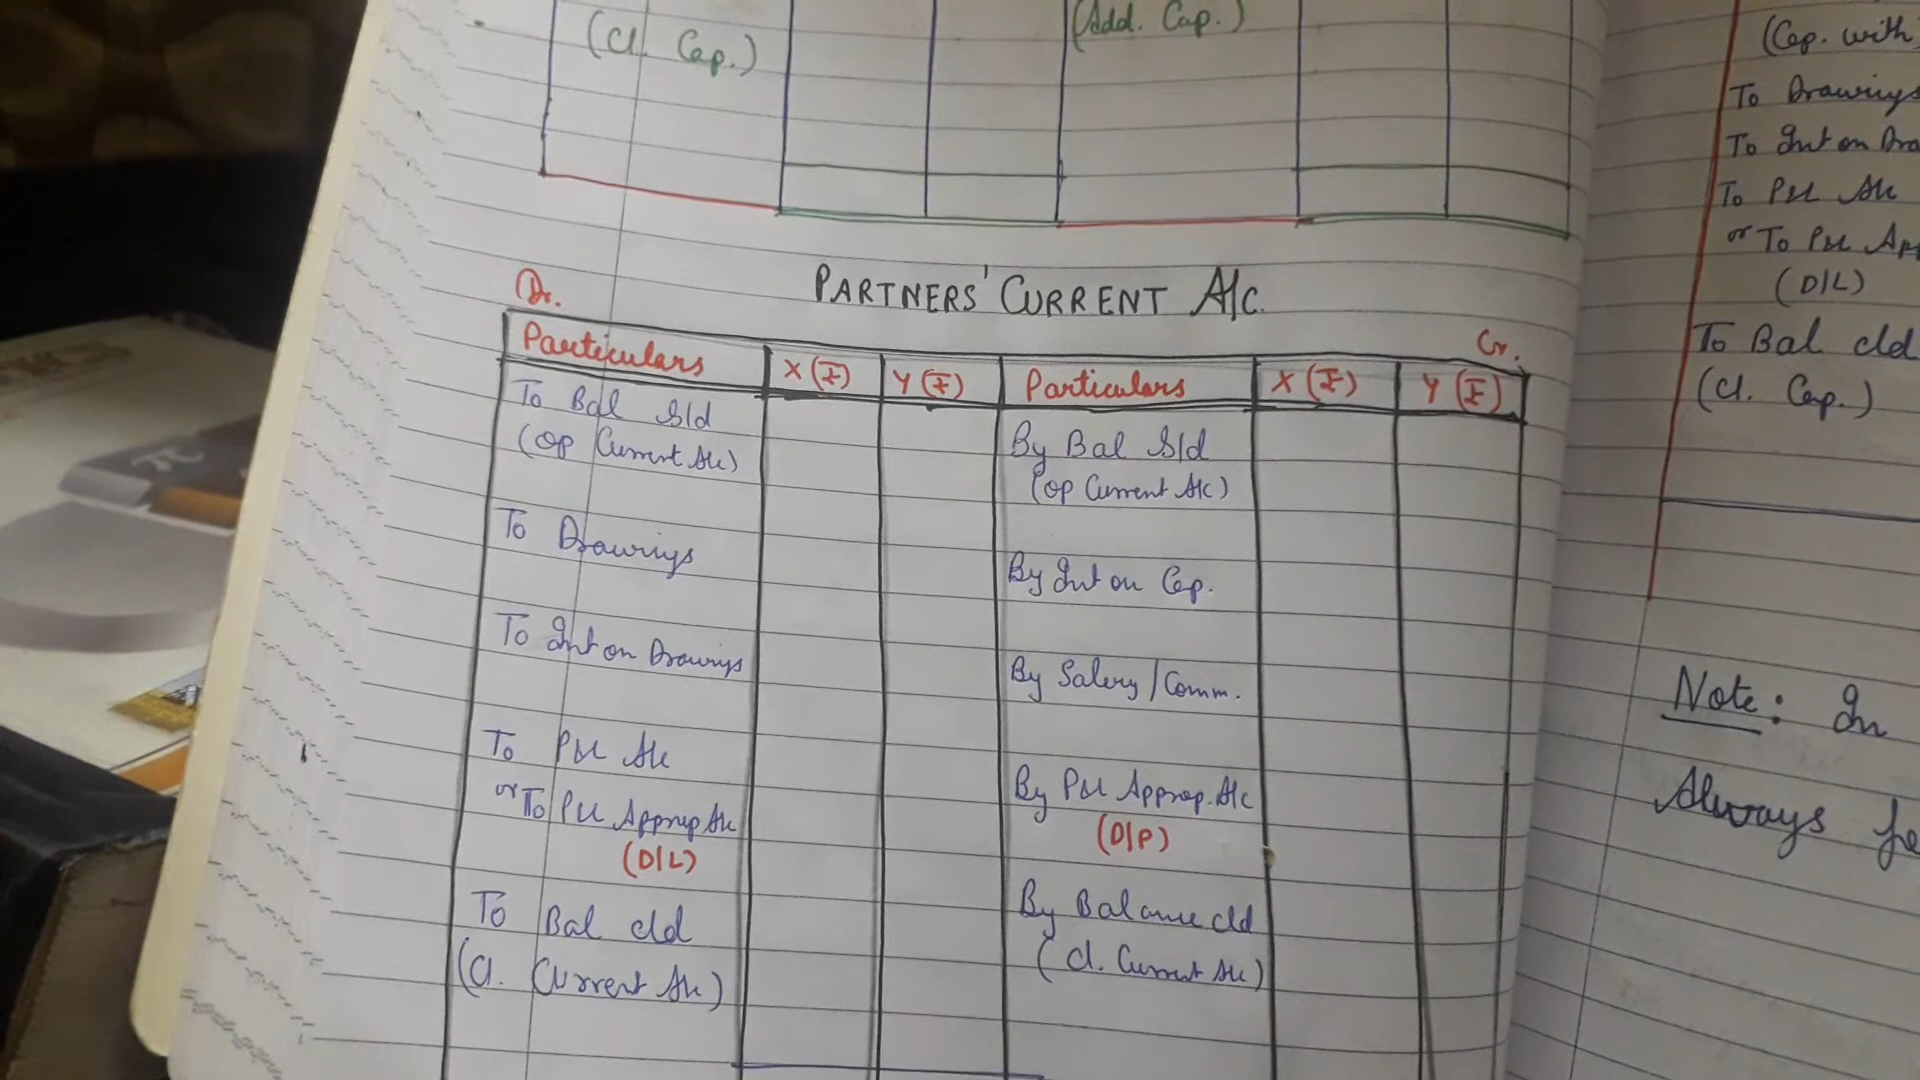 (Cl. Cap.)
(Add. Cap.)
PARTNERS' CURRENT A/c.
Dr.
Cr.
Particulars X (₹) Y (₹) Particulars X (₹) Y (₹)
To Bal b/d
(Op Current A/c)
To Drawings
To Int on Drawings
To P&L A/c
or To P&L Approp A/c
(D/L)
To Bal c/d
(Cl. Current A/c)
By Bal b/d
(Op Current A/c)
By Int on Cap.
By Salary / Comm.
By P&L Approp. A/c
(D/P)
By Balance c/d
(Cl. Current A/c)
(Cap. with
To Drawings
To Int on Dra
To P&L A/c
or To P&L Ap
(D/L)
To Bal c/d
(Cl. Cap.)
Note: In
Always